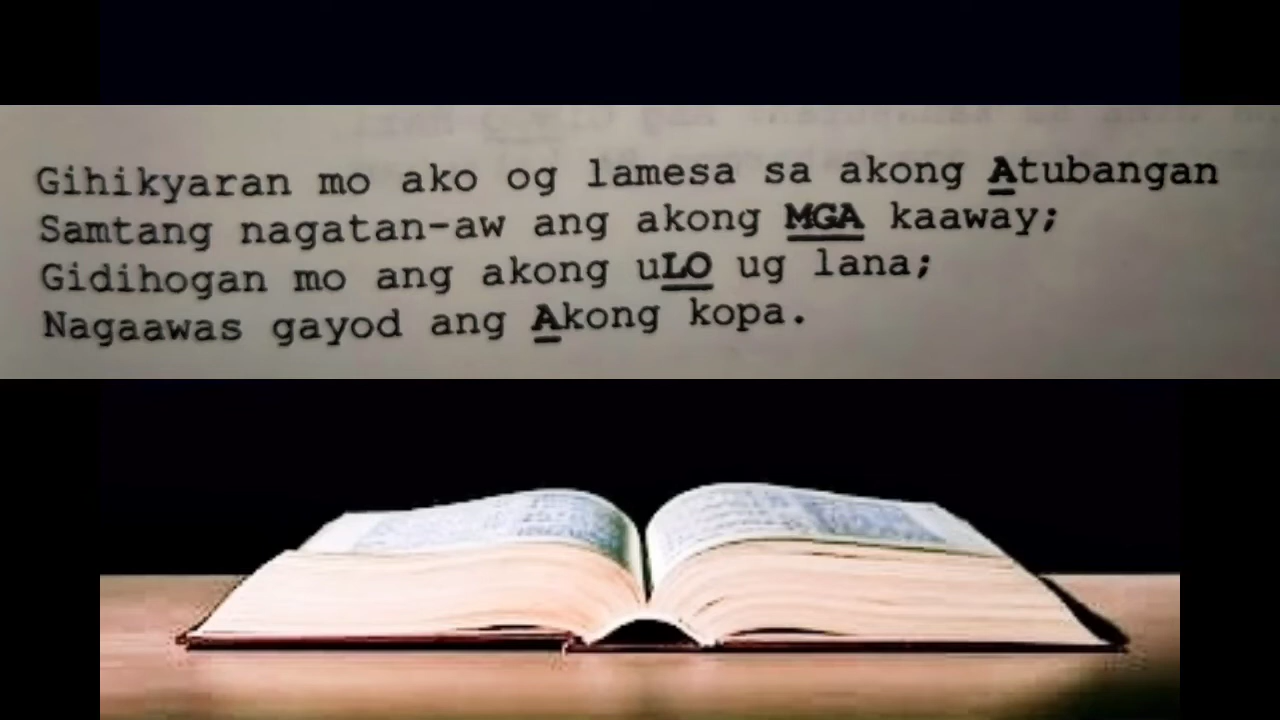 Gihikyaran mo ako og lamesa sa akong Atubangan
Samtang nagatan-aw ang akong MGA kaaway;
Gidihogan mo ang akong uLO ug lana;
Nagaawas gayod ang Akong kopa.